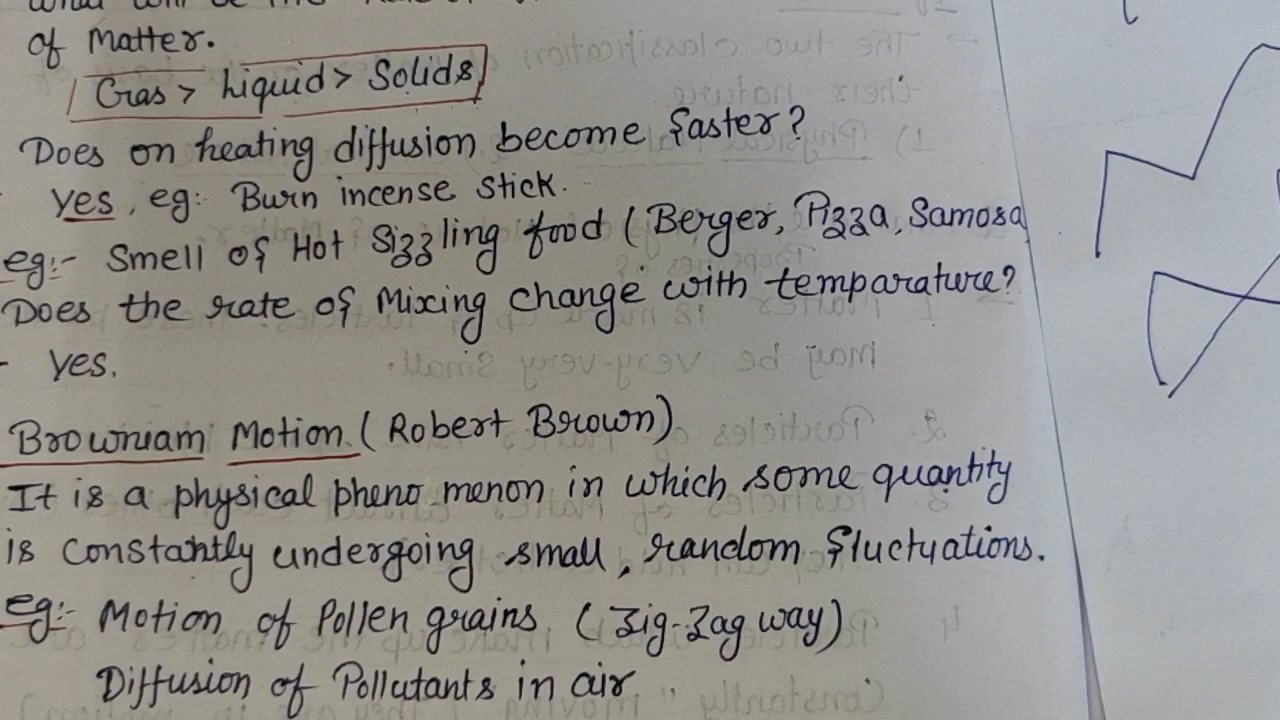 of Matter.
Gas > Liquid > Solids
Does on heating diffusion become faster?
- Yes, eg: Burn incense stick.
eg:- Smell of Hot Sizzling food (Berger, Pizza, Samosa
Does the rate of Mixing change with temparature?
- Yes.
Browniam Motion (Robert Brown)
It is a physical pheno menon in which some quantity
is constantly undergoing small, random fluctuations.
eg:- Motion of Pollen grains (Zig-Zag way)
Diffusion of Pollutants in air